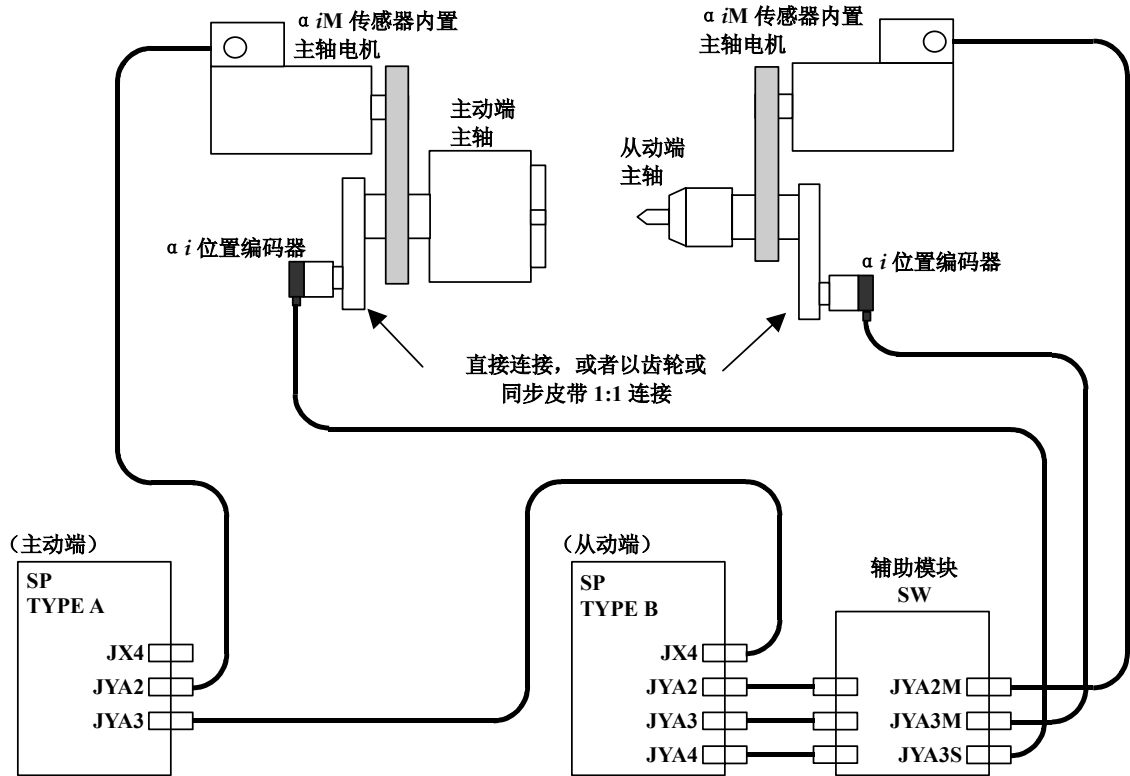 α iM 传感器内置
主轴电机
α iM 传感器内置
主轴电机
主动端
主轴
从动端
主轴
α i 位置编码器
α i 位置编码器
直接连接，或者以齿轮或
同步皮带 1:1 连接
（主动端）
SP
TYPE A
JX4
JYA2
JYA3
（从动端）
SP
TYPE B
JX4
JYA2
JYA3
JYA4
辅助模块
SW
JYA2M
JYA3M
JYA3S